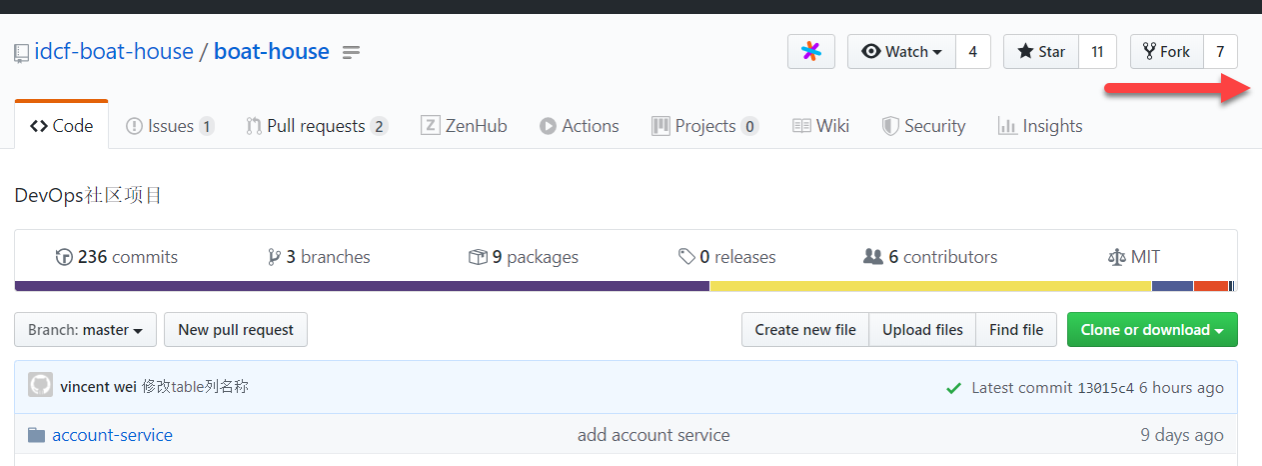 idcf-boat-house / boat-house
Watch 4 Star 11 Fork 7
Code Issues 1 Pull requests 2 Z ZenHub Actions Projects 0 Wiki Security Insights
DevOps社区项目
236 commits 3 branches 9 packages 0 releases 6 contributors MIT
Branch: master New pull request Create new file Upload files Find file Clone or download
vincent wei 修改table列名称 Latest commit 13015c4 6 hours ago
account-service add account service 9 days ago